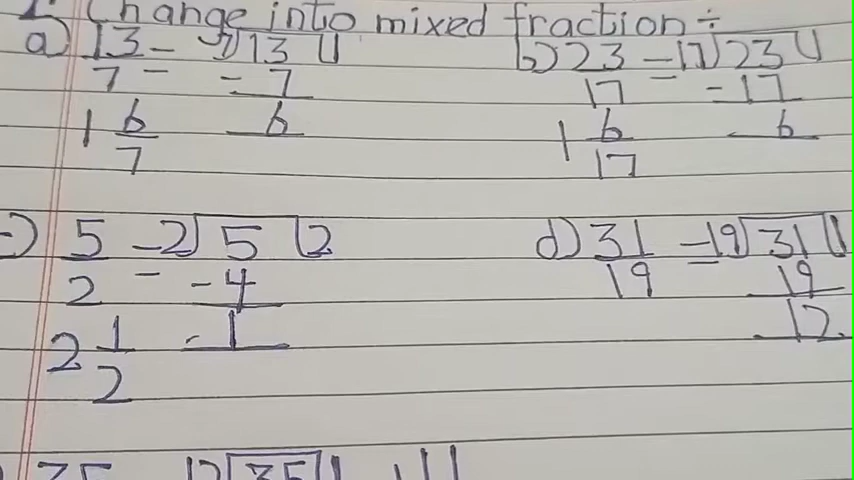 Change into mixed fraction ÷
a) 13/7 = 7)13(1
- 7
6
1 6/7
b) 23/17 = 17)23(1
- 17
6
1 6/17
5/2 = 2)5(2
- 4
1
2 1/2
d) 31/19 = 19)31(1
19
12
35